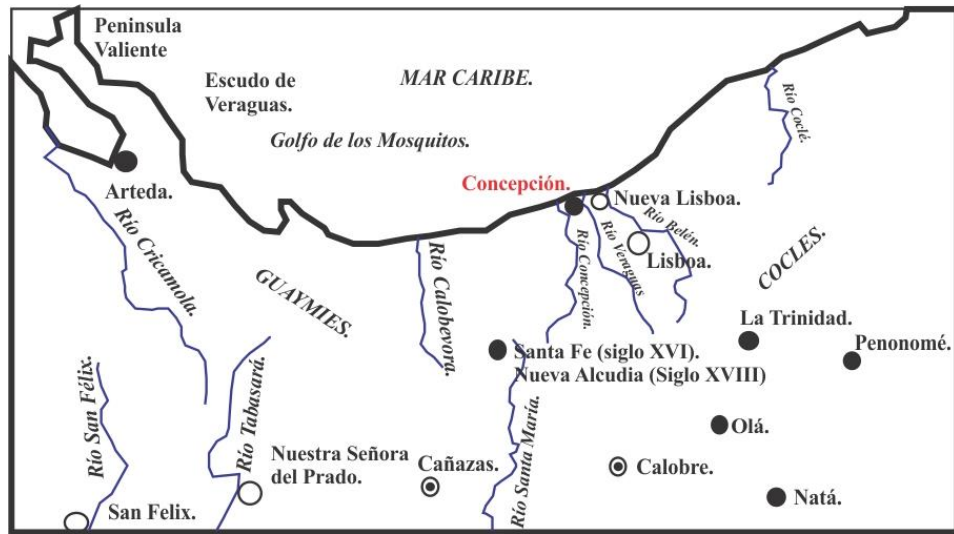 Peninsula
Valiente
Escudo de
Veraguas.
MAR CARIBE.
Golfo de los Mosquitos.
Río Coclé.
Arteda.
Concepción.
Nueva Lisboa.
Río Belén.
Lisboa.
Río Veraguas
Río Concepción.
COCLES.
Río Cricamola.
GUAYMIES.
Río Calobevora.
La Trinidad.
Penonomé.
Santa Fe (siglo XVI).
Nueva Alcudia (Siglo XVIII)
Río San Félix.
Río Tabasará.
Río Santa María.
Olá.
Nuestra Señora
del Prado.
Cañazas.
Calobre.
Natá.
San Felix.